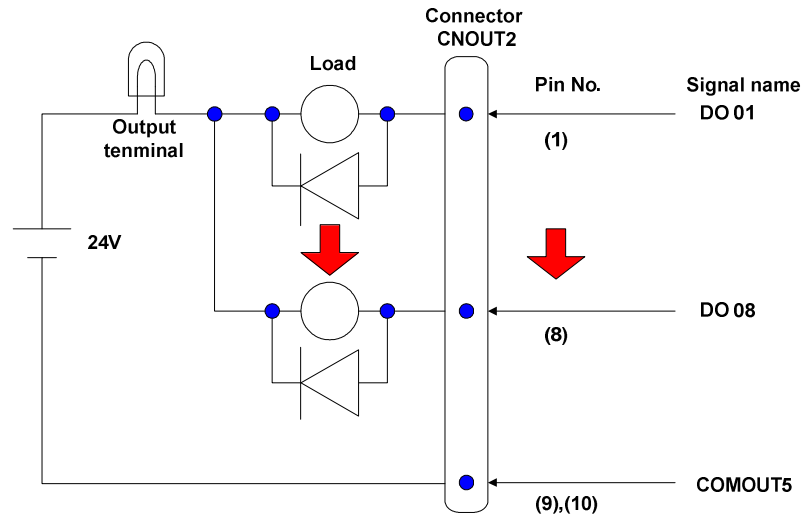 Connector
CNOUT2
Load
Pin No.
Signal name
DO 01
Output
tenminal
(1)
24V
DO 08
(8)
COMOUT5
(9),(10)